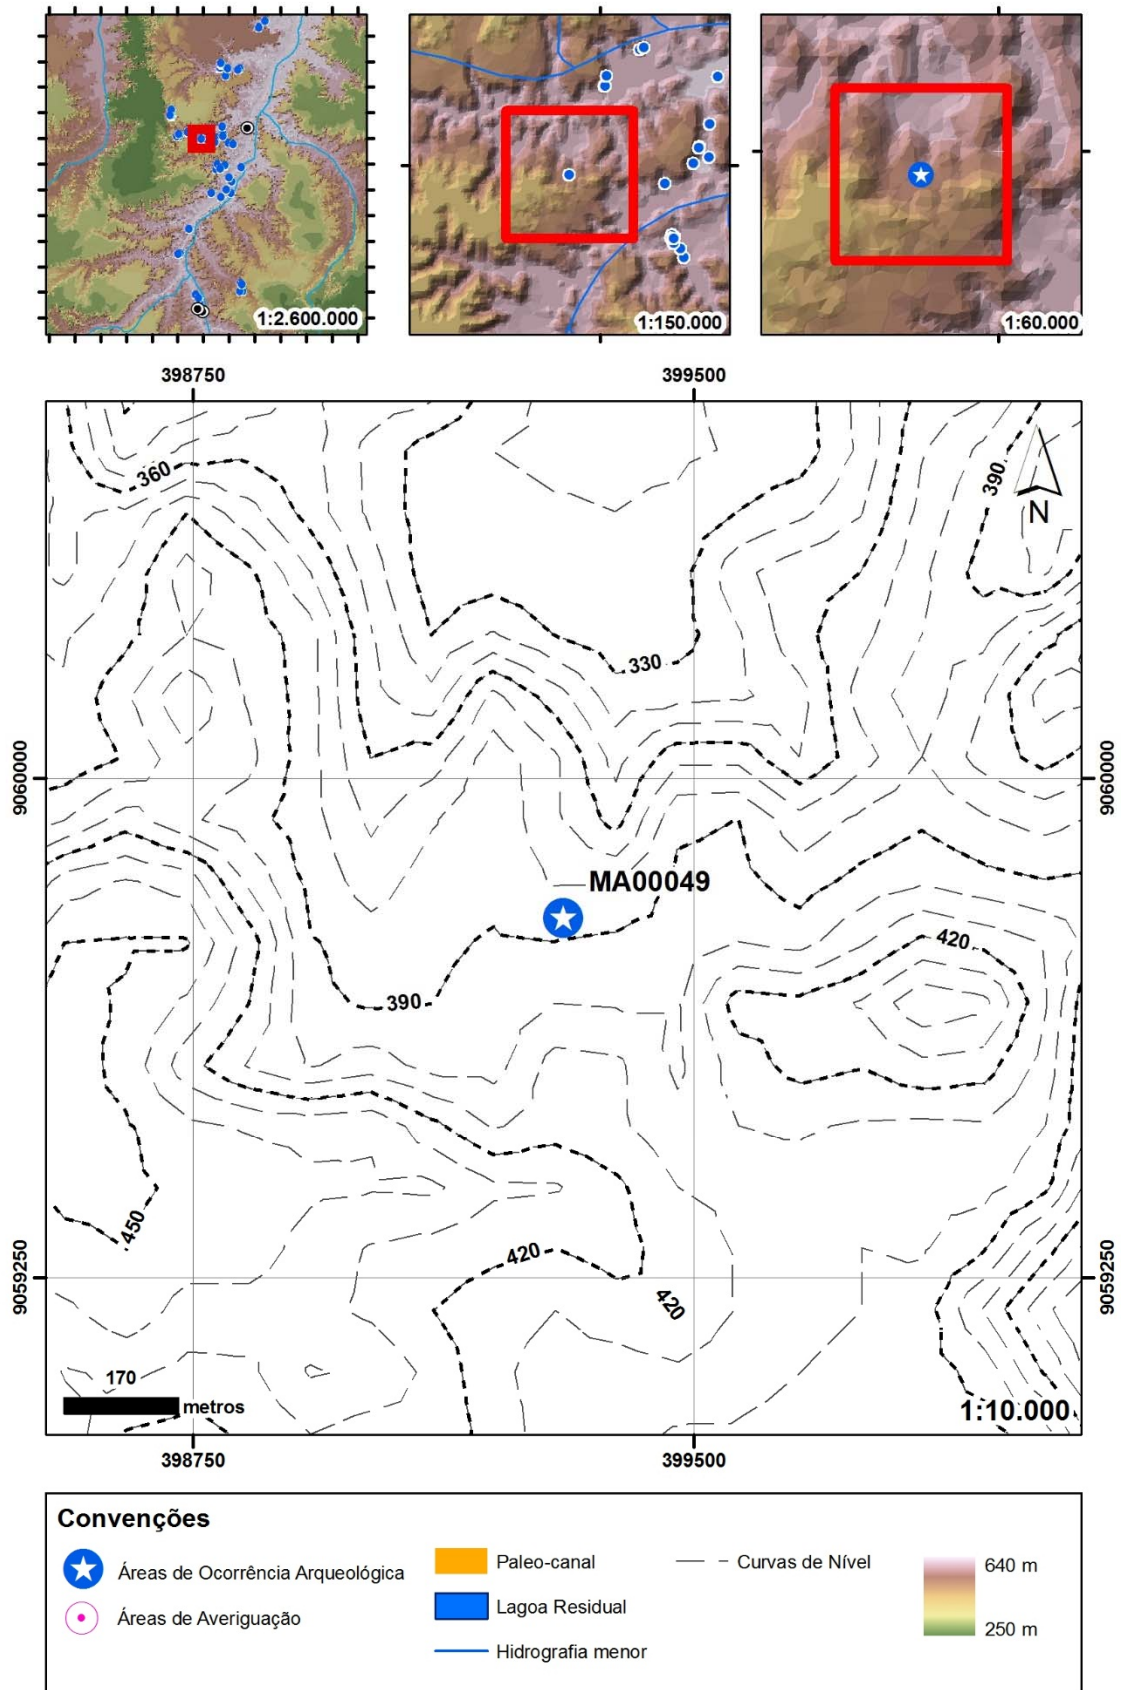 1:2.600.000
1:150.000
1:60.000
398750
399500
360
390
N
330
9060000
9060000
MA00049
420
390
450
420
420
9059250
9059250
170
metros
1:10.000
398750
399500
Convenções
Áreas de Ocorrência Arqueológica
Áreas de Averiguação
Paleo-canal
Lagoa Residual
Hidrografia menor
Curvas de Nível
640 m
250 m